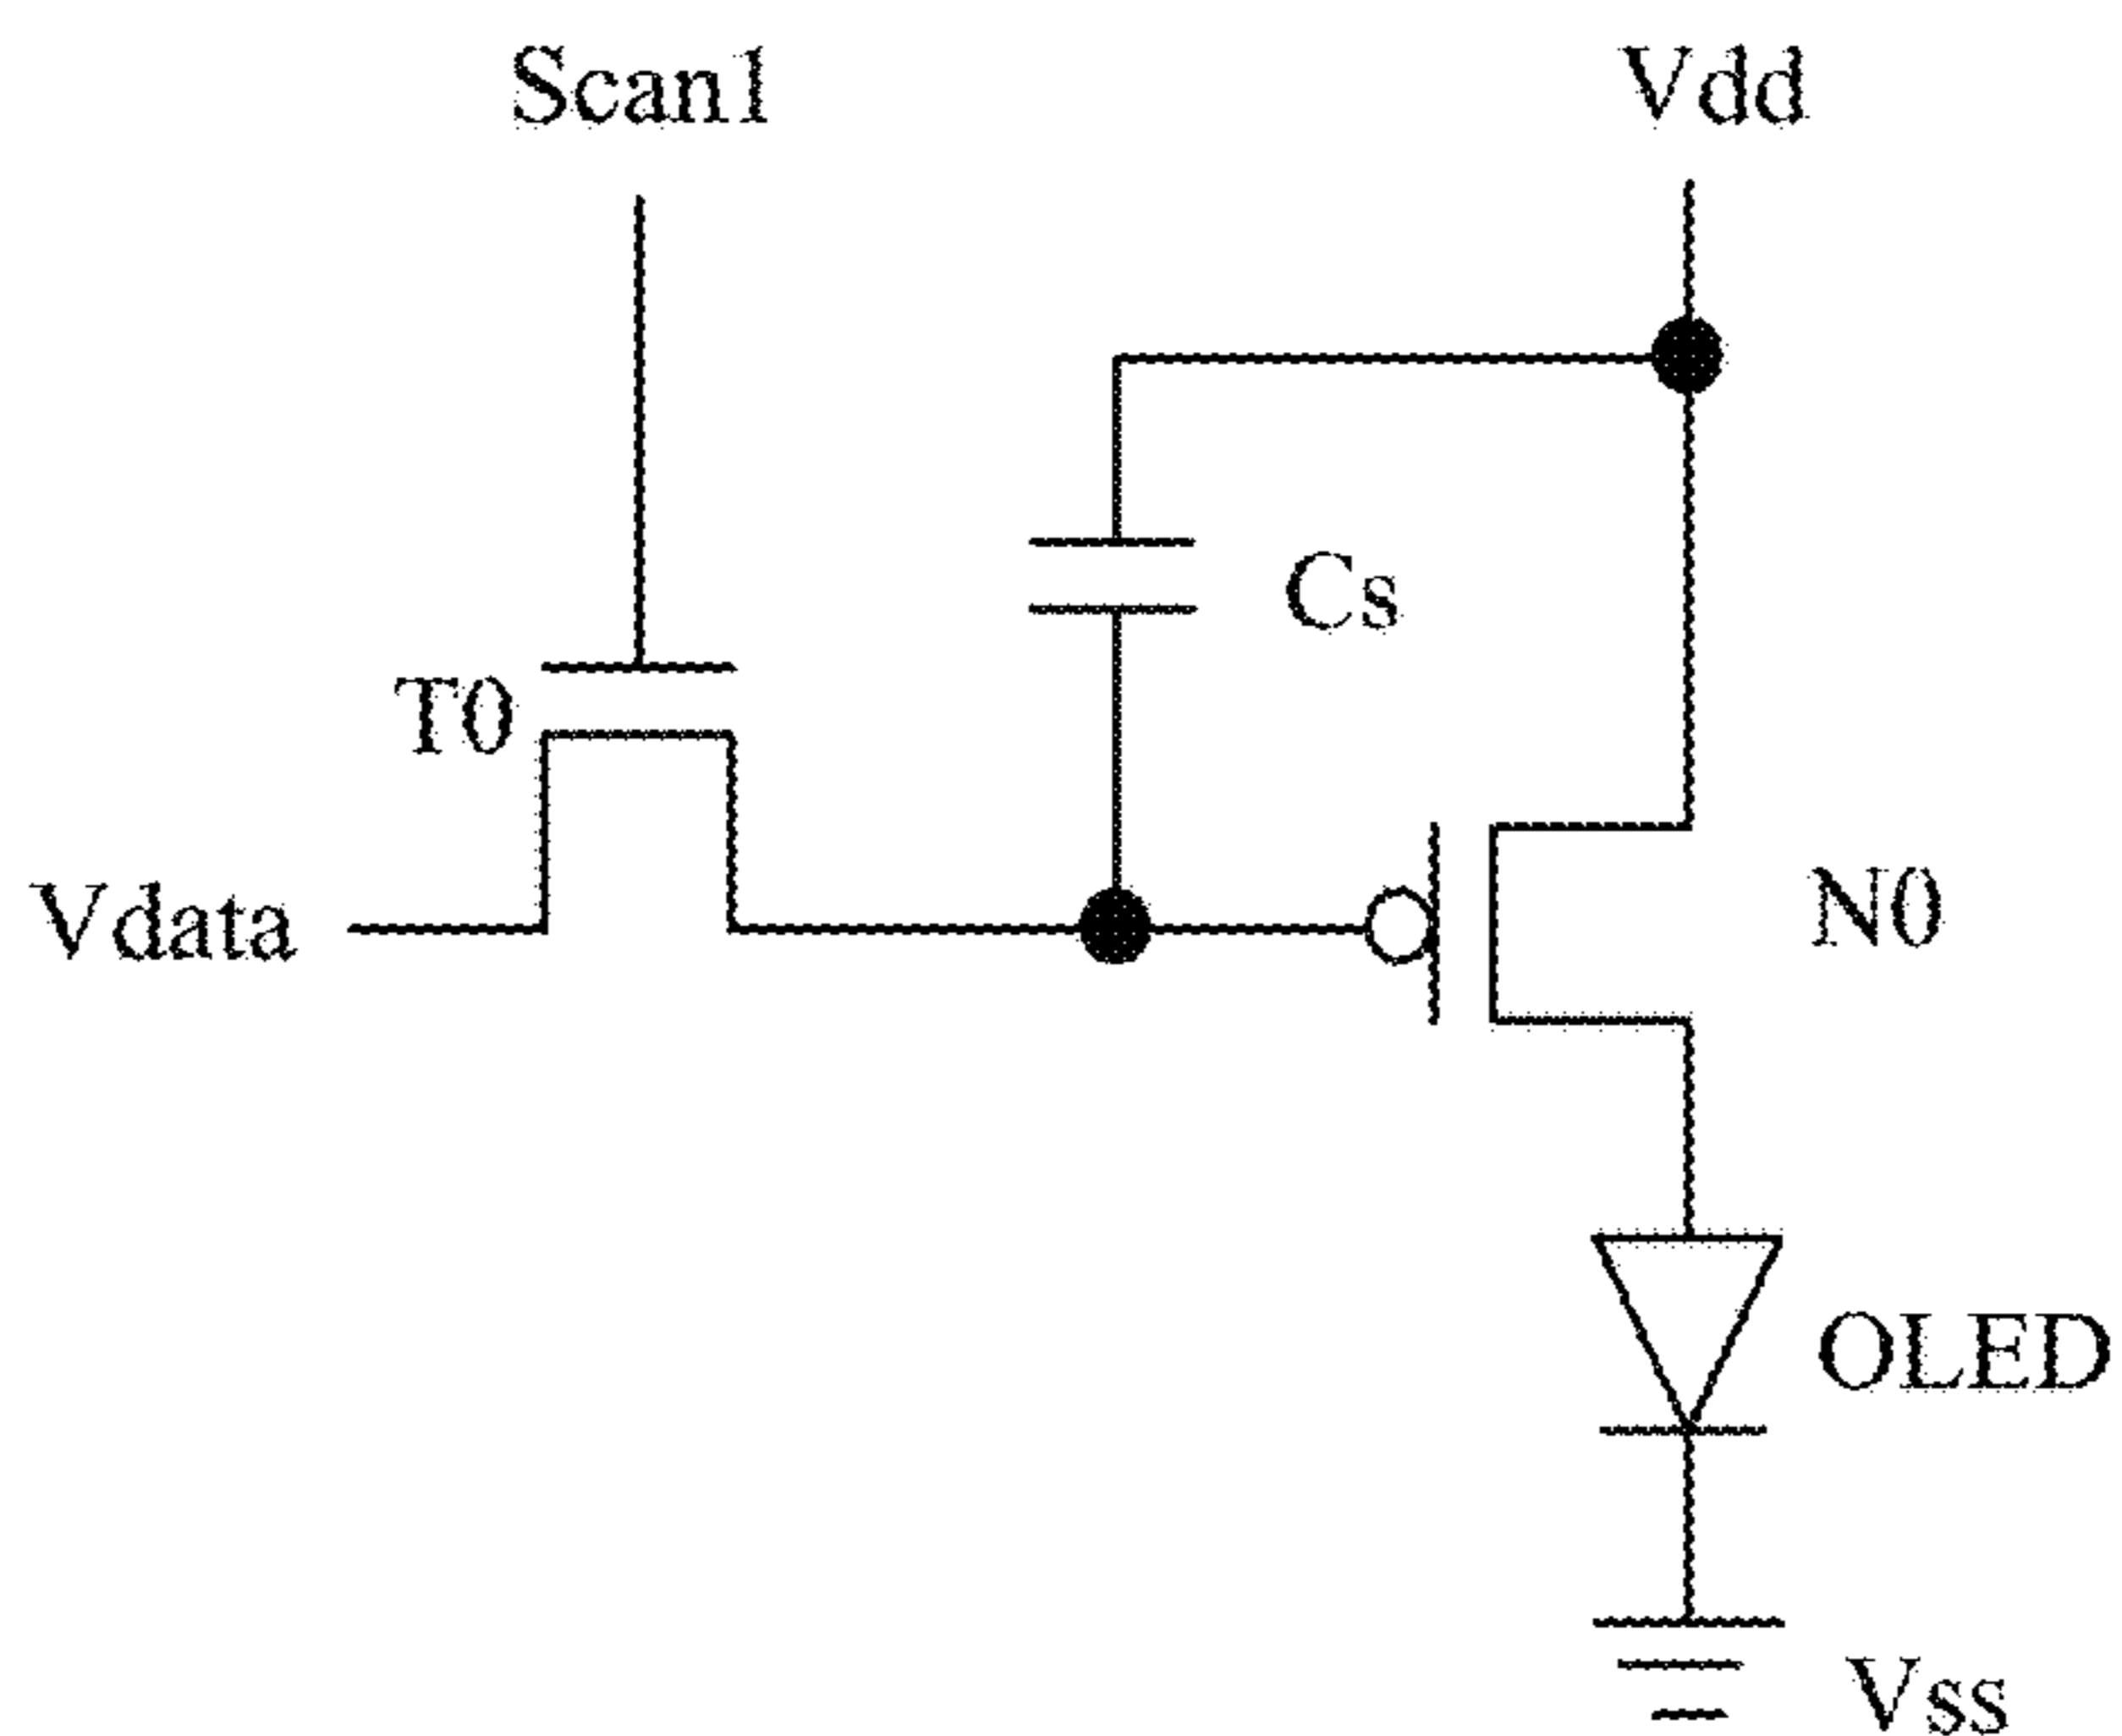 Scan1
Vdd
Cs
T0
Vdata
N0
OLED
Vss